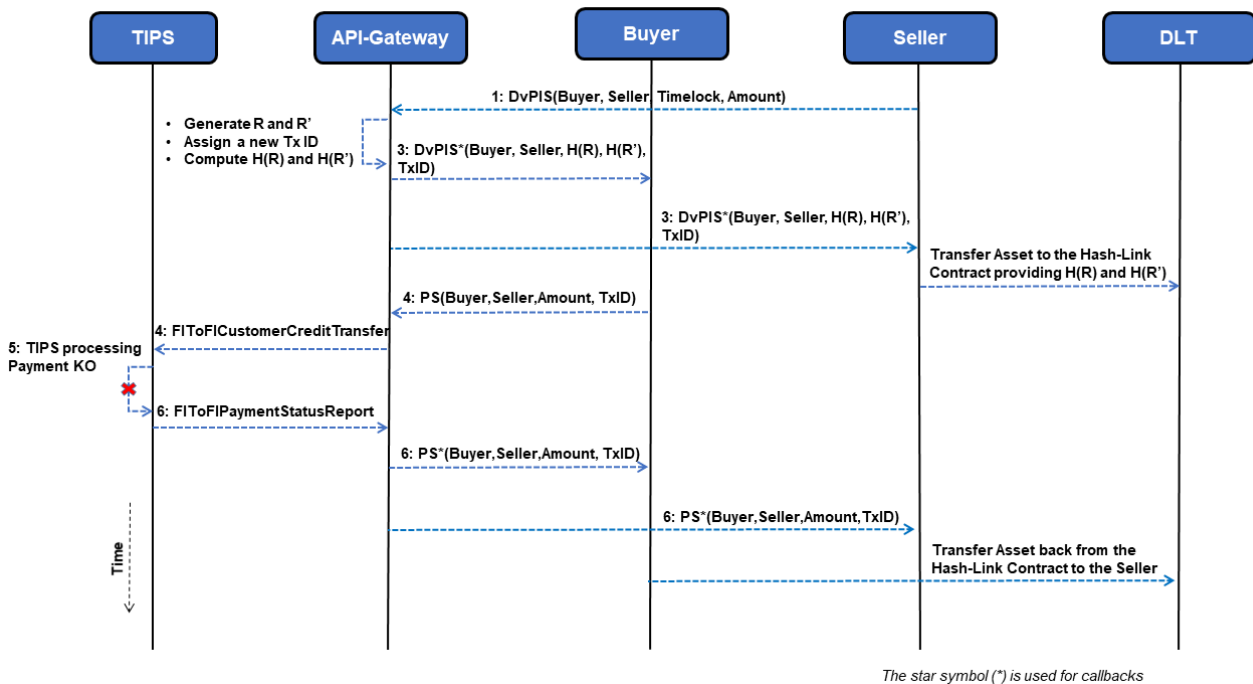 TIPS
API-Gateway
Buyer
Seller
DLT
1: DvPIS(Buyer, Seller, Timelock, Amount)
• Generate R and R’
• Assign a new Tx ID
• Compute H(R) and H(R’)
3: DvPIS*(Buyer, Seller, H(R), H(R’),
TxID)
3: DvPIS*(Buyer, Seller, H(R), H(R’),
TxID)
Transfer Asset to the Hash-Link
Contract providing H(R) and H(R’)
4: PS(Buyer,Seller,Amount, TxID)
4: FIToFICustomerCreditTransfer
5: TIPS processing
Payment KO
6: FIToFIPaymentStatusReport
6: PS*(Buyer,Seller,Amount, TxID)
6: PS*(Buyer,Seller,Amount,TxID)
Time
Transfer Asset back from the
Hash-Link Contract to the Seller
The star symbol (*) is used for callbacks